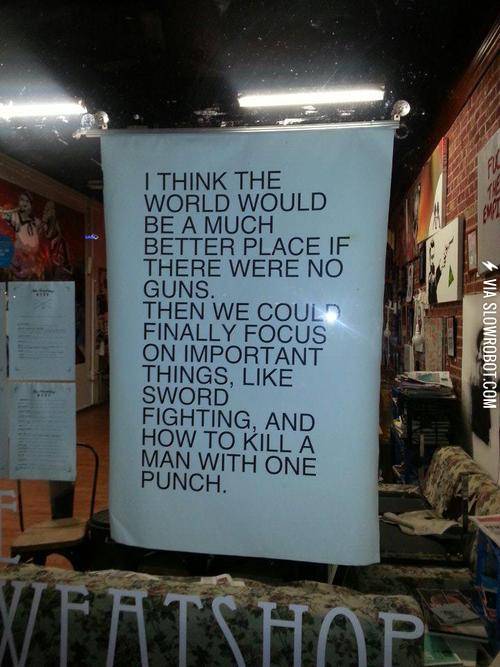 I THINK THE
WORLD WOULD
BE A MUCH
BETTER PLACE IF
THERE WERE NO
GUNS.
THEN WE COULD
FINALLY FOCUS
ON IMPORTANT
THINGS, LIKE
SWORD
FIGHTING, AND
HOW TO KILL A
MAN WITH ONE
PUNCH.
WEATSHOP
VIA SLOWROBOT.COM